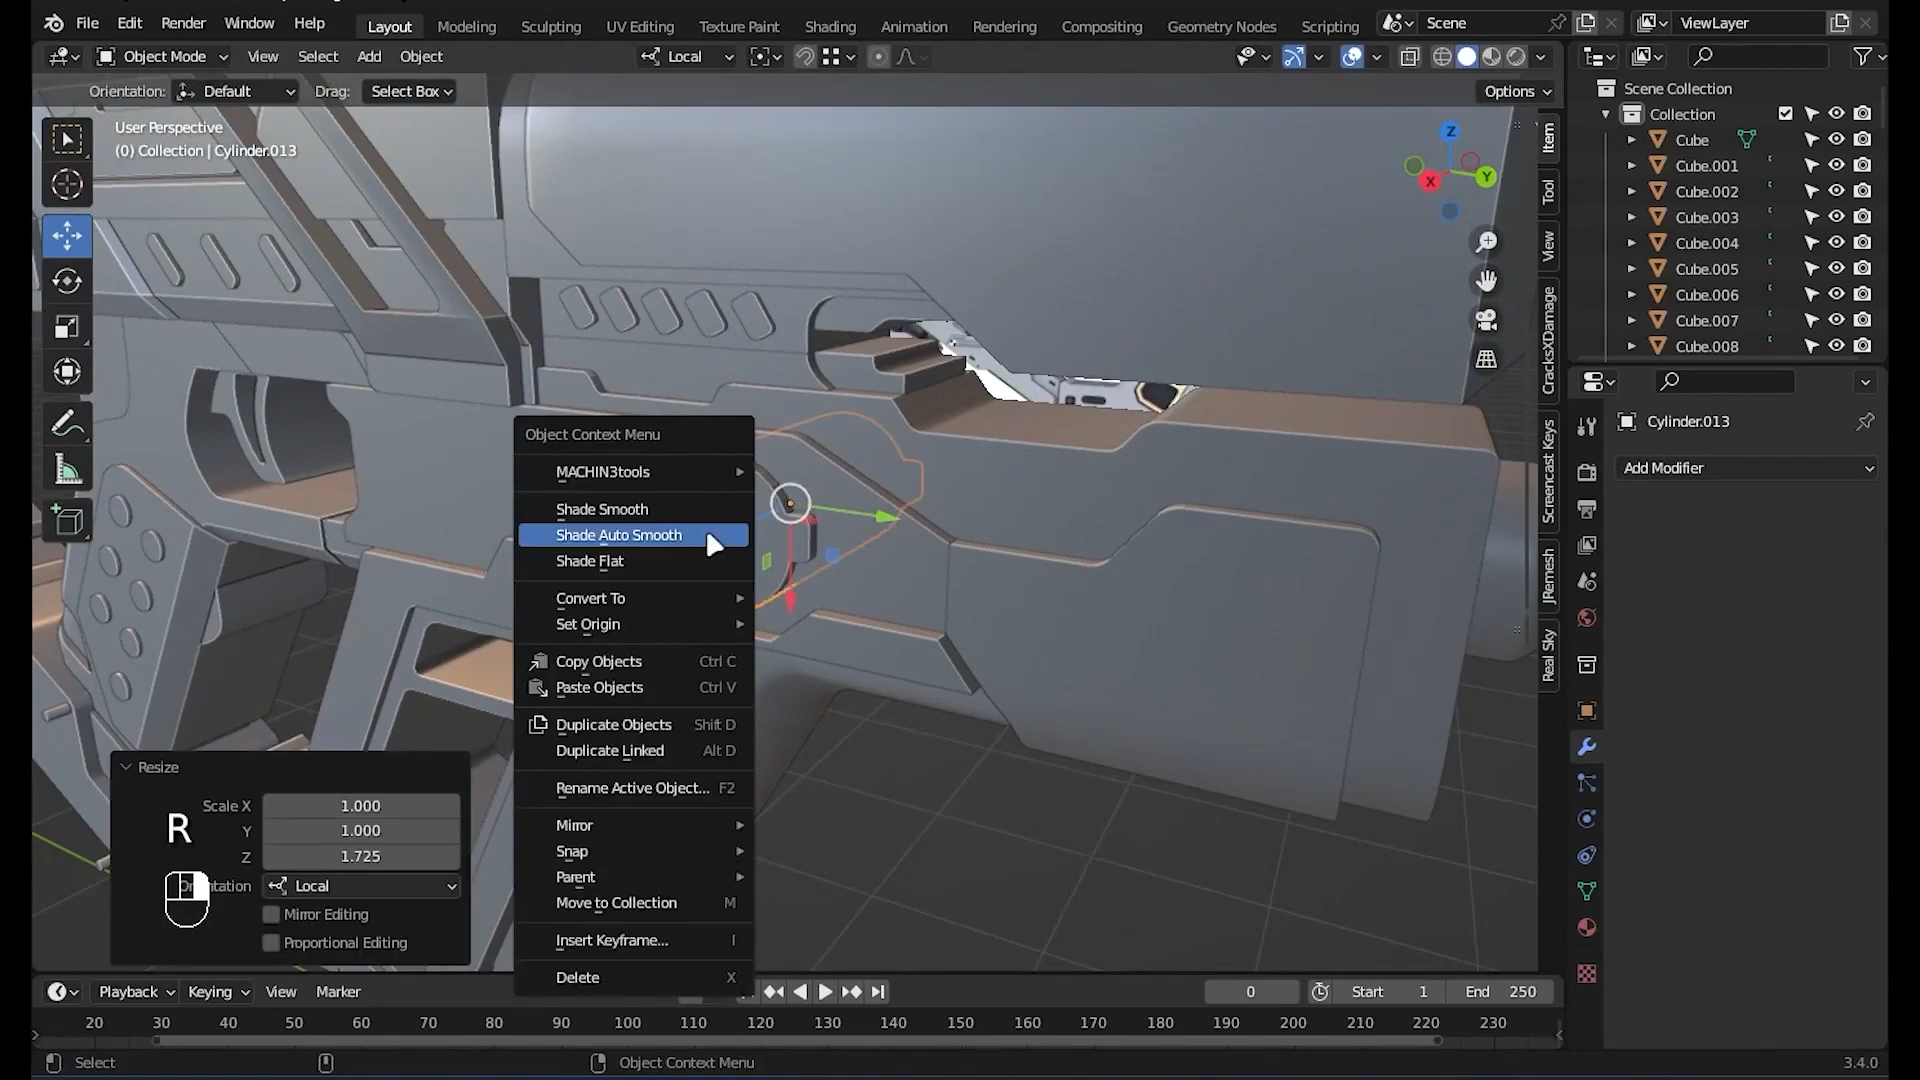 File Edit Render Window Help Layout Modeling Sculpting UV Editing Texture Paint Shading Animation Rendering Compositing Geometry Nodes Scripting Scene ViewLayer
Object Mode View Select Add Object Local
Orientation: Default Drag: Select Box Options
User Perspective
(0) Collection | Cylinder.013
Z
Y
X
Item
Tool
View
CracksXDamage
Screencast Keys
JRemesh
Real Sky
Scene Collection
Collection
Cube
Cube.001
Cube.002
Cube.003
Cube.004
Cube.005
Cube.006
Cube.007
Cube.008
Cylinder.013
Add Modifier
Object Context Menu
MACHIN3tools
Shade Smooth
Shade Auto Smooth
Shade Flat
Convert To
Set Origin
Copy Objects Ctrl C
Paste Objects Ctrl V
Duplicate Objects Shift D
Duplicate Linked Alt D
Rename Active Object... F2
Mirror
Snap
Parent
Move to Collection M
Insert Keyframe... I
Delete X
Resize
Scale X 1.000
Y 1.000
Z 1.725
R
Local
Mirror Editing
Proportional Editing
Playback Keying View Marker 0 Start 1 End 250
20 30 40 50 60 70 80 90 100 110 120 130 140 150 160 170 180 190 200 210 220 230
Select Object Context Menu 3.4.0